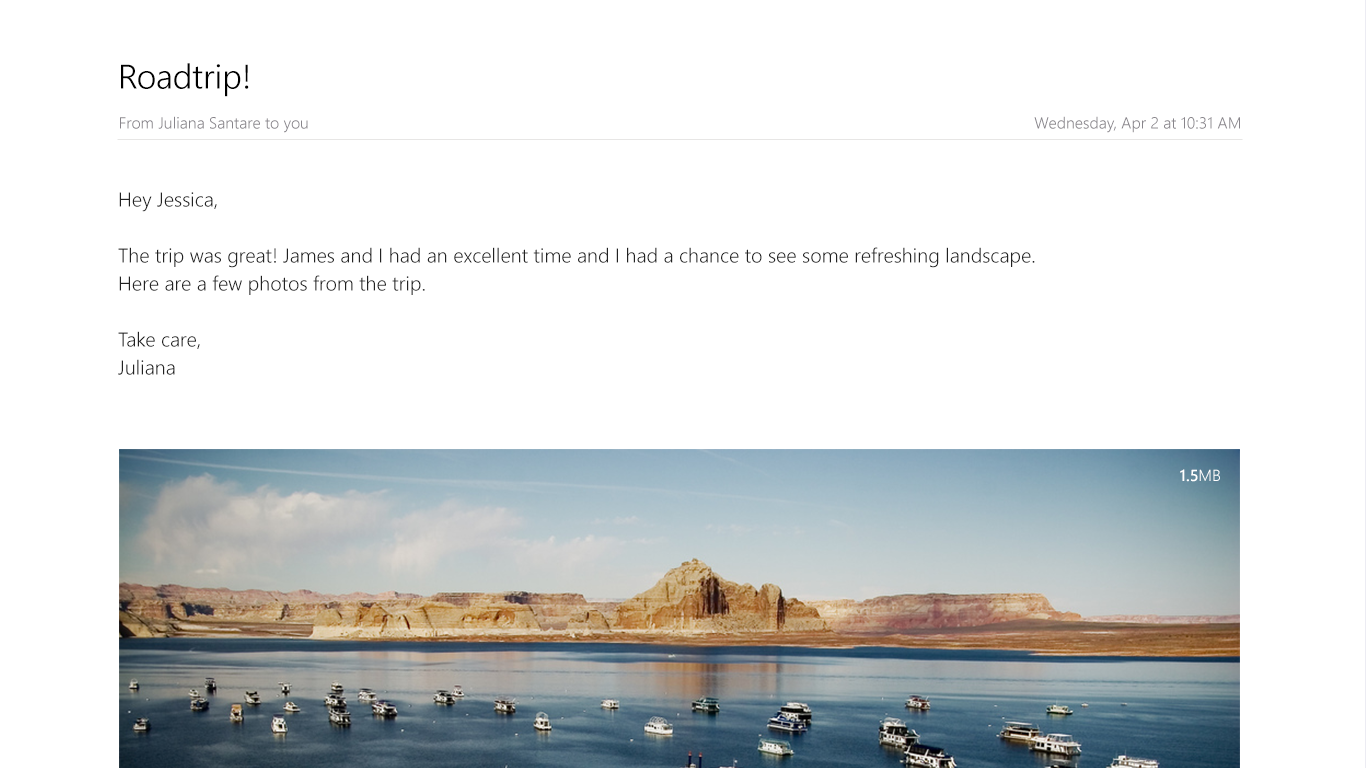 Roadtrip!
From Juliana Santare to you
Wednesday, Apr 2 at 10:31 AM
Hey Jessica,
The trip was great! James and I had an excellent time and I had a chance to see some refreshing landscape.
Here are a few photos from the trip.
Take care,
Juliana
1.5MB